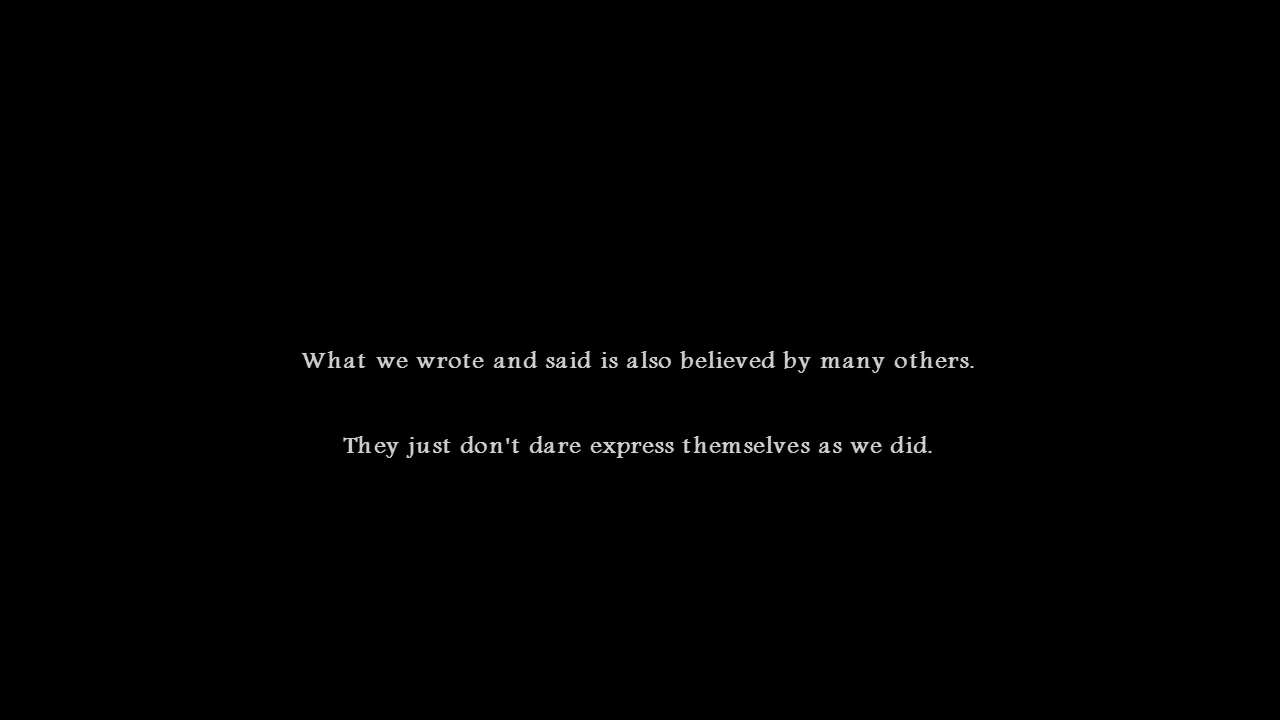 What we wrote and said is also believed by many others.
They just don't dare express themselves as we did.